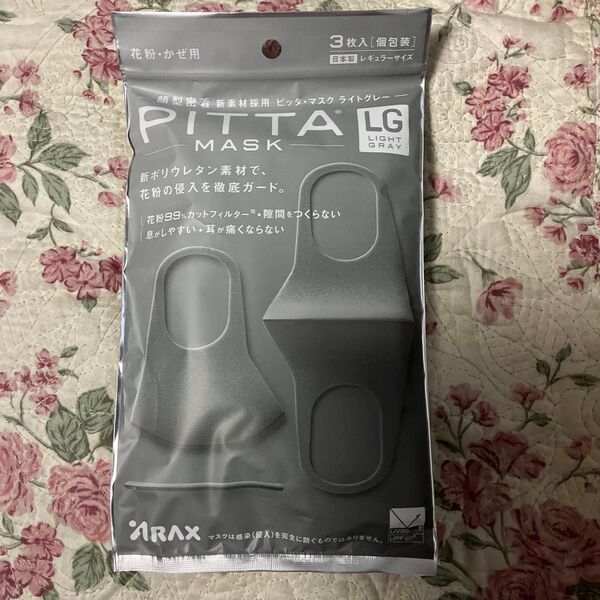 花粉・かぜ用
3枚入[個包装]
日本製 レギュラーサイズ
顔型密着 新素材採用 ピッタ・マスク ライトグレー
PITTA®
MASK
LG
LIGHT
GRAY
新ポリウレタン素材で、
花粉の侵入を徹底ガード。
花粉99%カットフィルター※・隙間をつくらない
息がしやすい・耳が痛くならない
ARAX
マスクは感染(侵入)を完全に防ぐものではありません。